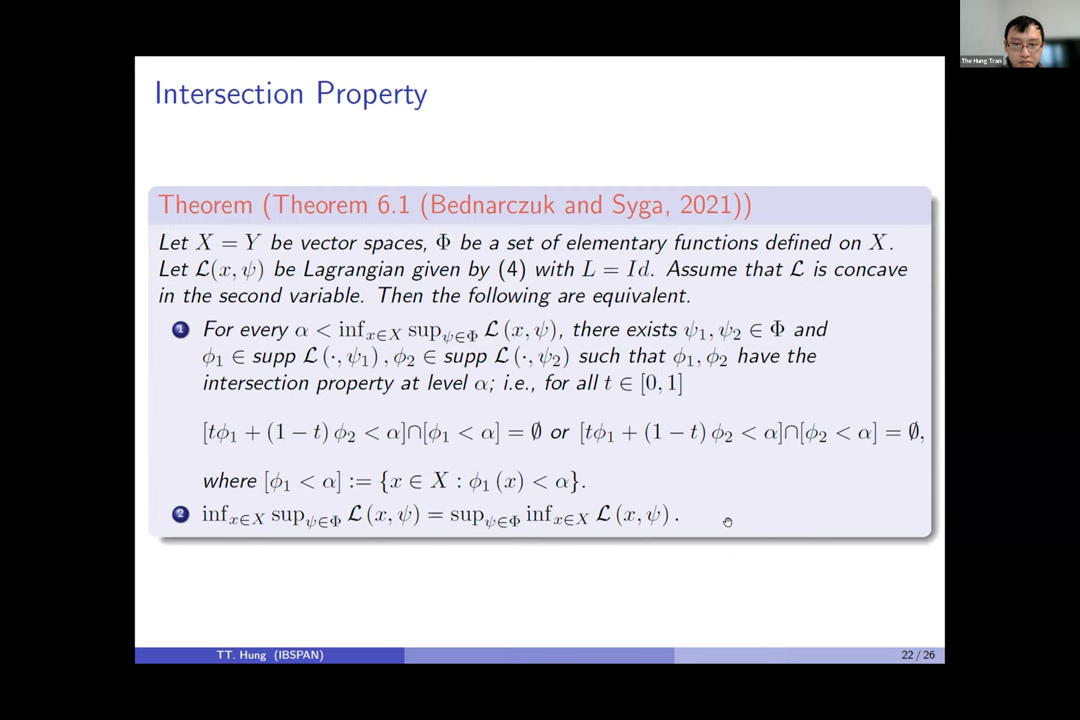 The Hung Tran
Intersection Property
Theorem (Theorem 6.1 (Bednarczuk and Syga, 2021))
Let X = Y be vector spaces, Φ be a set of elementary functions defined on X.
Let ℒ(x, ψ) be Lagrangian given by (4) with L = Id. Assume that ℒ is concave
in the second variable. Then the following are equivalent.
1 For every α < inf_{x∈X} sup_{ψ∈Φ} ℒ (x, ψ), there exists ψ₁, ψ₂ ∈ Φ and
ϕ₁ ∈ supp ℒ (·, ψ₁) , ϕ₂ ∈ supp ℒ (·, ψ₂) such that ϕ₁, ϕ₂ have the
intersection property at level α; i.e., for all t ∈ [0, 1]
[tϕ₁ + (1 − t) ϕ₂ < α]∩[ϕ₁ < α] = ∅ or [tϕ₁ + (1 − t) ϕ₂ < α]∩[ϕ₂ < α] = ∅,
where [ϕ₁ < α] := {x ∈ X : ϕ₁ (x) < α}.
2 inf_{x∈X} sup_{ψ∈Φ} ℒ (x, ψ) = sup_{ψ∈Φ} inf_{x∈X} ℒ (x, ψ) .
TT. Hung (IBSPAN)
22 / 26